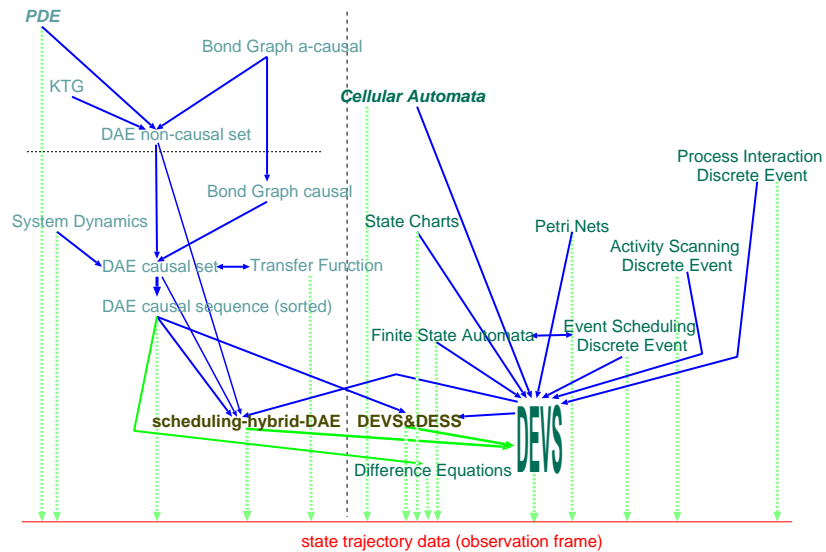 PDE
Bond Graph a-causal
KTG
Cellular Automata
DAE non-causal set
Process Interaction
Discrete Event
Bond Graph causal
System Dynamics
State Charts
Petri Nets
Activity Scanning
Discrete Event
DAE causal set
Transfer Function
DAE causal sequence (sorted)
Finite State Automata
Event Scheduling
Discrete Event
scheduling-hybrid-DAE
DEVS&DESS
DEVS
Difference Equations
state trajectory data (observation frame)